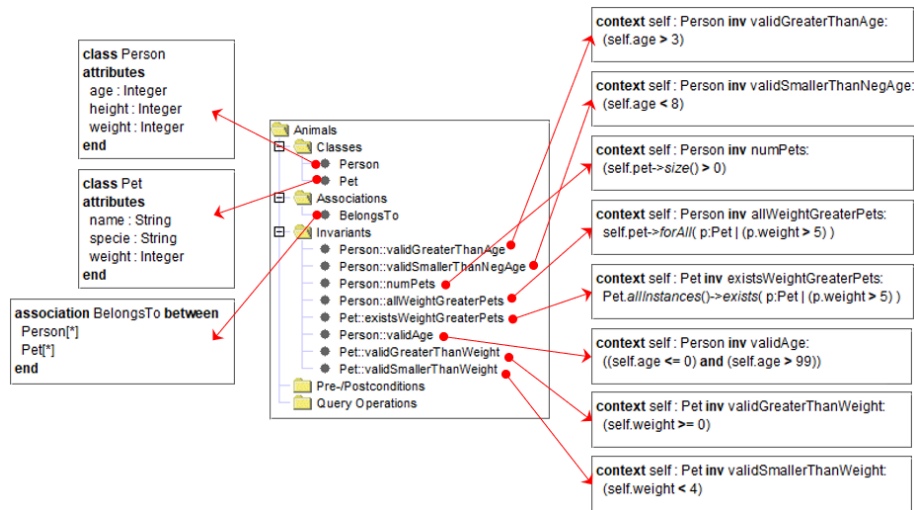 class Person
attributes
age : Integer
height : Integer
weight : Integer
end
class Pet
attributes
name : String
specie : String
weight : Integer
end
association BelongsTo between
Person[*]
Pet[*]
end
Animals
Classes
Person
Pet
Associations
BelongsTo
Invariants
Person::validGreaterThanAge
Person::validSmallerThanNegAge
Person::numPets
Person::allWeightGreaterPets
Pet::existsWeightGreaterPets
Person::validAge
Pet::validGreaterThanWeight
Pet::validSmallerThanWeight
Pre-/Postconditions
Query Operations
context self : Person inv validGreaterThanAge:
(self.age > 3)
context self : Person inv validSmallerThanNegAge:
(self.age < 8)
context self : Person inv numPets:
(self.pet->size() > 0)
context self : Person inv allWeightGreaterPets:
self.pet->forAll( p:Pet | (p.weight > 5) )
context self : Pet inv existsWeightGreaterPets:
Pet.allInstances()->exists( p:Pet | (p.weight > 5) )
context self : Person inv validAge:
((self.age <= 0) and (self.age > 99))
context self : Pet inv validGreaterThanWeight:
(self.weight >= 0)
context self : Pet inv validSmallerThanWeight:
(self.weight < 4)